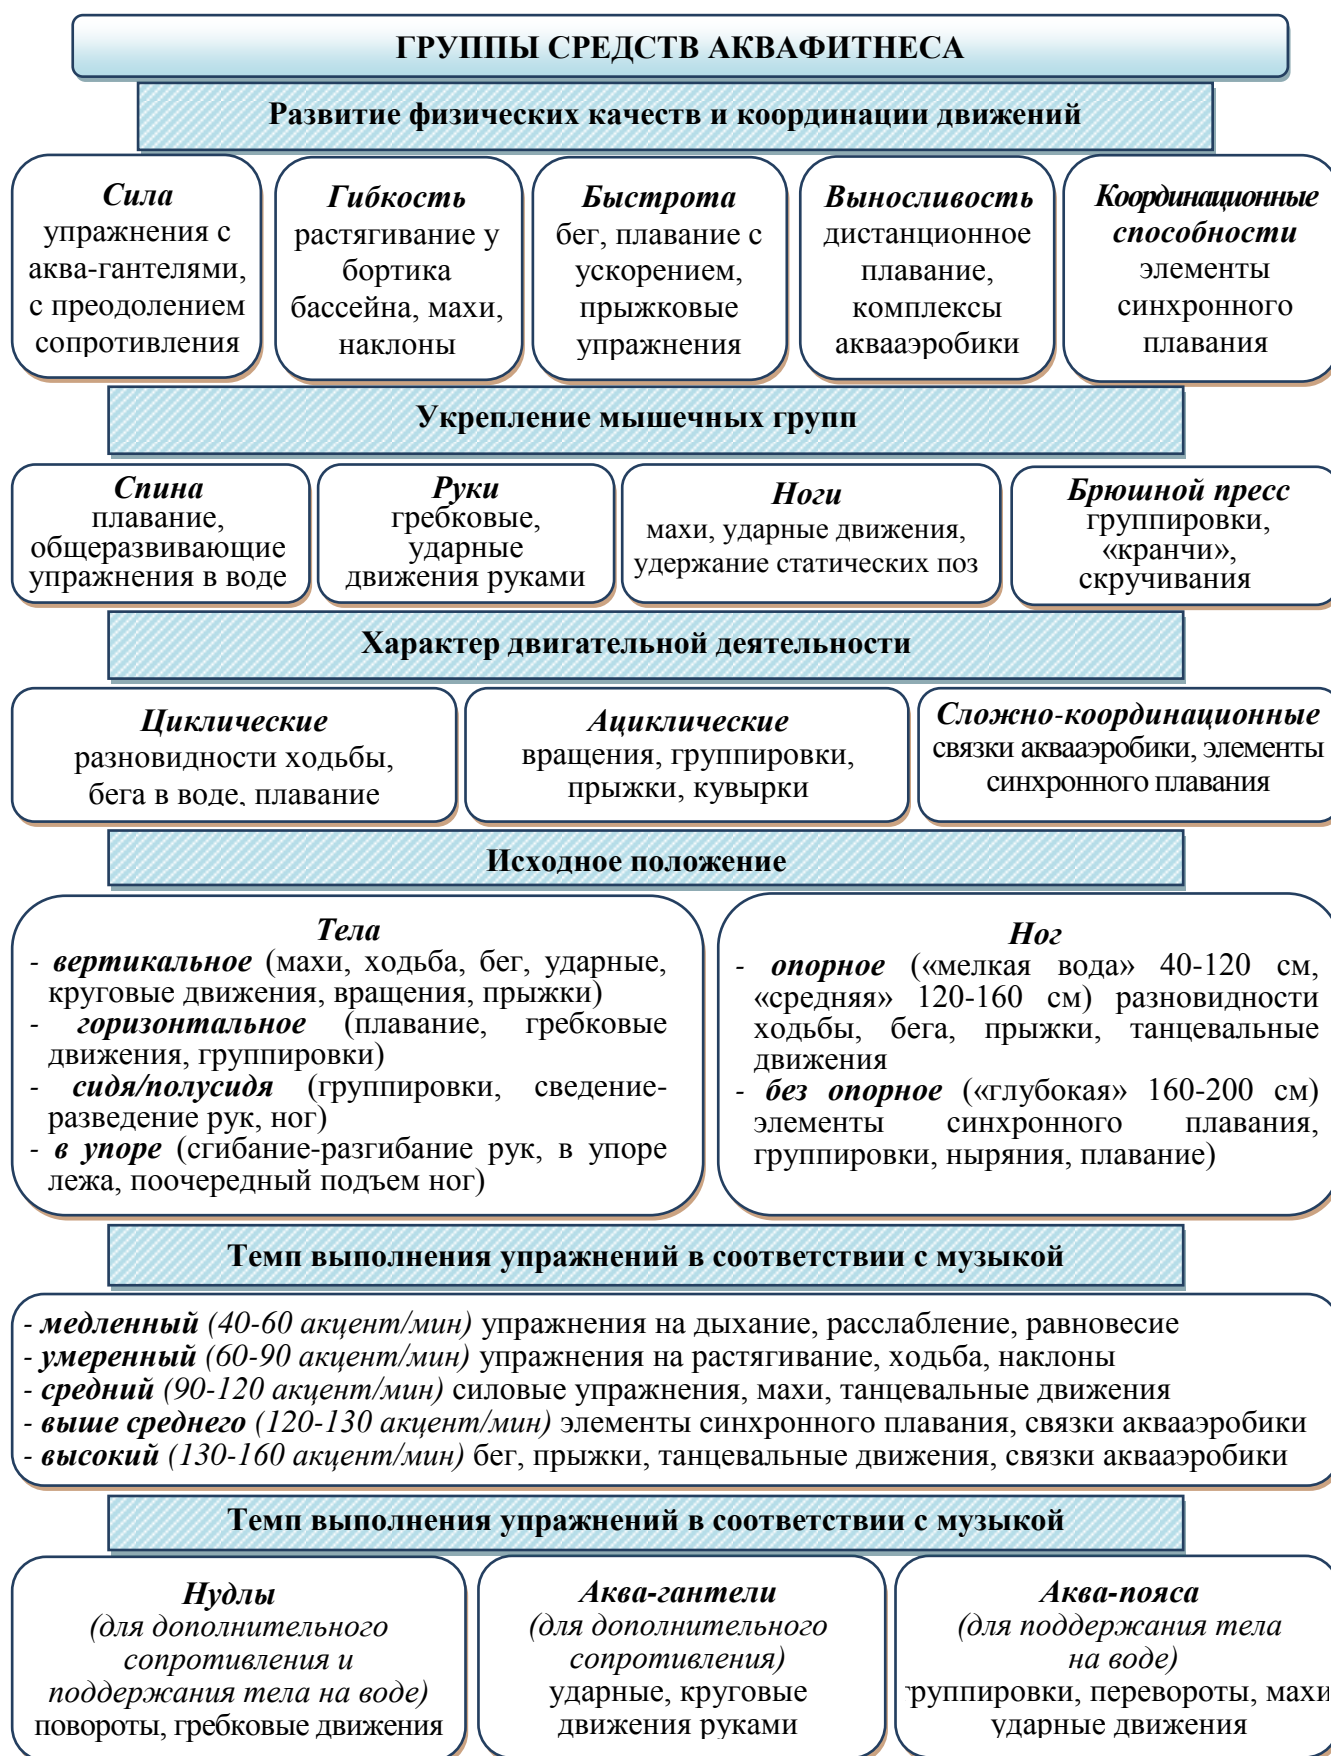 ГРУППЫ СРЕДСТВ АКВАФИТНЕСА
Развитие физических качеств и координации движений
Сила
упражнения с
аква-гантелями,
с преодолением
сопротивления
Гибкость
растягивание у
бортика
бассейна, махи,
наклоны
Быстрота
бег, плавание с
ускорением,
прыжковые
упражнения
Выносливость
дистанционное
плавание,
комплексы
аквааэробики
Координационные
способности
элементы
синхронного
плавания
Укрепление мышечных групп
Спина
плавание,
общеразвивающие
упражнения в воде
Руки
гребковые,
ударные
движения руками
Ноги
махи, ударные движения,
удержание статических поз
Брюшной пресс
группировки,
«кранчи»,
скручивания
Характер двигательной деятельности
Циклические
разновидности ходьбы,
бега в воде, плавание
Ациклические
вращения, группировки,
прыжки, кувырки
Сложно-координационные
связки аквааэробики, элементы
синхронного плавания
Исходное положение
Тела
- вертикальное (махи, ходьба, бег, ударные,
круговые движения, вращения, прыжки)
- горизонтальное (плавание, гребковые
движения, группировки)
- сидя/полусидя (группировки, сведение-
разведение рук, ног)
- в упоре (сгибание-разгибание рук, в упоре
лежа, поочередный подъем ног)
Ног
- опорное («мелкая вода» 40-120 см,
«средняя» 120-160 см) разновидности
ходьбы, бега, прыжки, танцевальные
движения
- без опорное («глубокая» 160-200 см)
элементы синхронного плавания,
группировки, ныряния, плавание)
Темп выполнения упражнений в соответствии с музыкой
- медленный (40-60 акцент/мин) упражнения на дыхание, расслабление, равновесие
- умеренный (60-90 акцент/мин) упражнения на растягивание, ходьба, наклоны
- средний (90-120 акцент/мин) силовые упражнения, махи, танцевальные движения
- выше среднего (120-130 акцент/мин) элементы синхронного плавания, связки аквааэробики
- высокий (130-160 акцент/мин) бег, прыжки, танцевальные движения, связки аквааэробики
Темп выполнения упражнений в соответствии с музыкой
Нудлы
(для дополнительного
сопротивления и
поддержания тела на воде)
повороты, гребковые движения
Аква-гантели
(для дополнительного
сопротивления)
ударные, круговые
движения руками
Аква-пояса
(для поддержания тела
на воде)
группировки, перевороты, махи
ударные движения